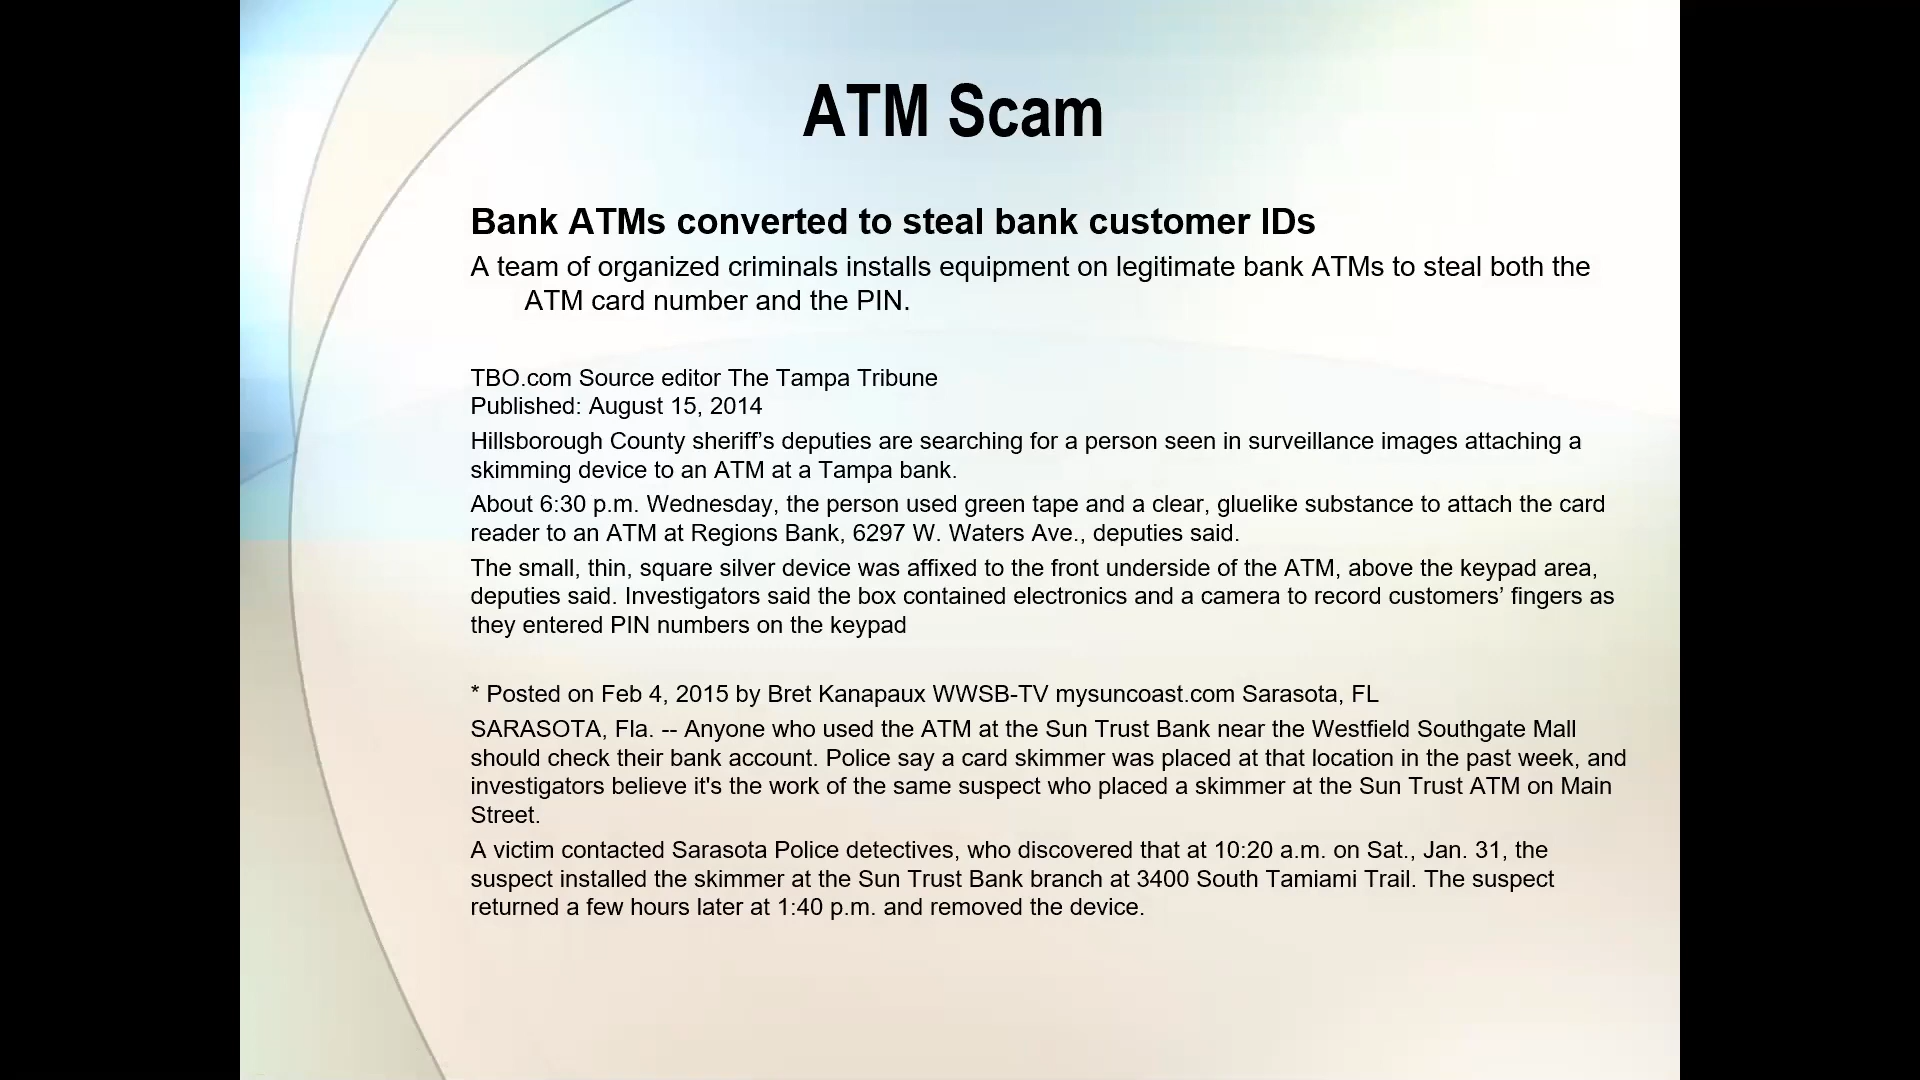 ATM Scam
Bank ATMs converted to steal bank customer IDs
A team of organized criminals installs equipment on legitimate bank ATMs to steal both the
ATM card number and the PIN.
TBO.com Source editor The Tampa Tribune
Published: August 15, 2014
Hillsborough County sheriff’s deputies are searching for a person seen in surveillance images attaching a
skimming device to an ATM at a Tampa bank.
About 6:30 p.m. Wednesday, the person used green tape and a clear, gluelike substance to attach the card
reader to an ATM at Regions Bank, 6297 W. Waters Ave., deputies said.
The small, thin, square silver device was affixed to the front underside of the ATM, above the keypad area,
deputies said. Investigators said the box contained electronics and a camera to record customers’ fingers as
they entered PIN numbers on the keypad
* Posted on Feb 4, 2015 by Bret Kanapaux WWSB-TV mysuncoast.com Sarasota, FL
SARASOTA, Fla. -- Anyone who used the ATM at the Sun Trust Bank near the Westfield Southgate Mall
should check their bank account. Police say a card skimmer was placed at that location in the past week, and
investigators believe it's the work of the same suspect who placed a skimmer at the Sun Trust ATM on Main
Street.
A victim contacted Sarasota Police detectives, who discovered that at 10:20 a.m. on Sat., Jan. 31, the
suspect installed the skimmer at the Sun Trust Bank branch at 3400 South Tamiami Trail. The suspect
returned a few hours later at 1:40 p.m. and removed the device.